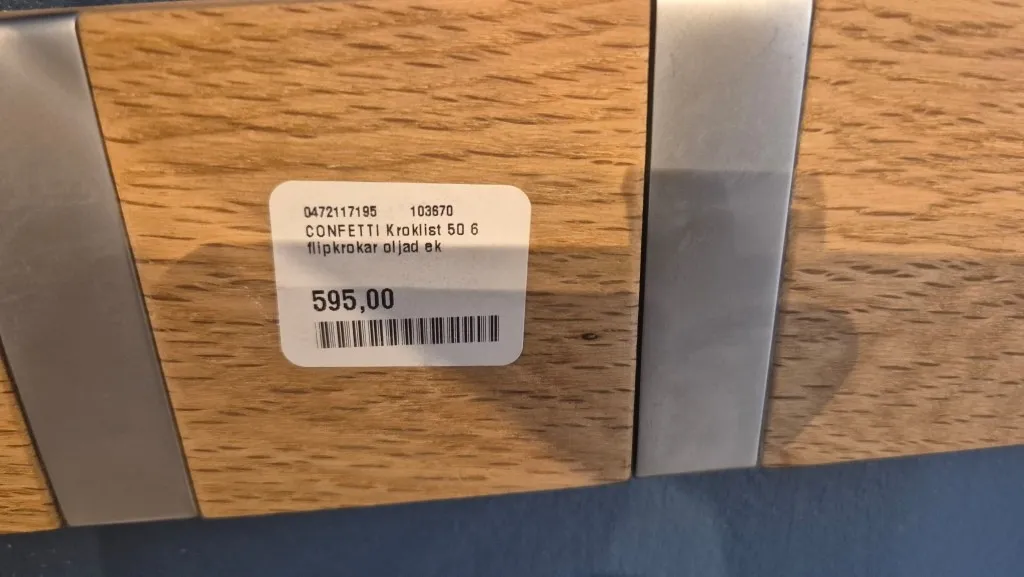 0472117195 103670
CONFETTI Kroklist 50 6
flipkrokar oljad ek
595,00